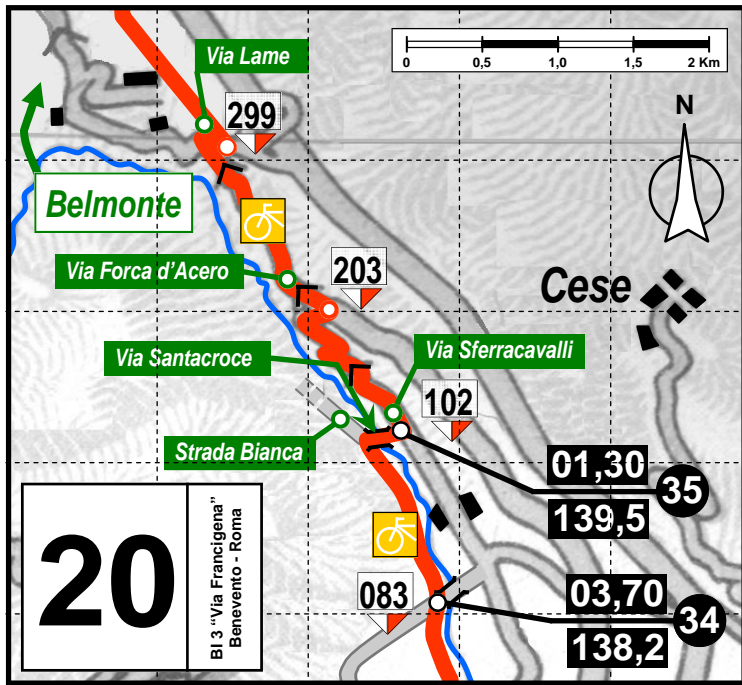 Via Lame
0 0,5 1,0 1,5 2 Km
299
N
Belmonte
Via Forca d'Acero
203
Cese
Via Santacroce
Via Sferracavalli
102
Strada Bianca
01,30
35
139,5
20
BI 3 “Via Francigena”
Benevento - Roma
083
03,70
34
138,2